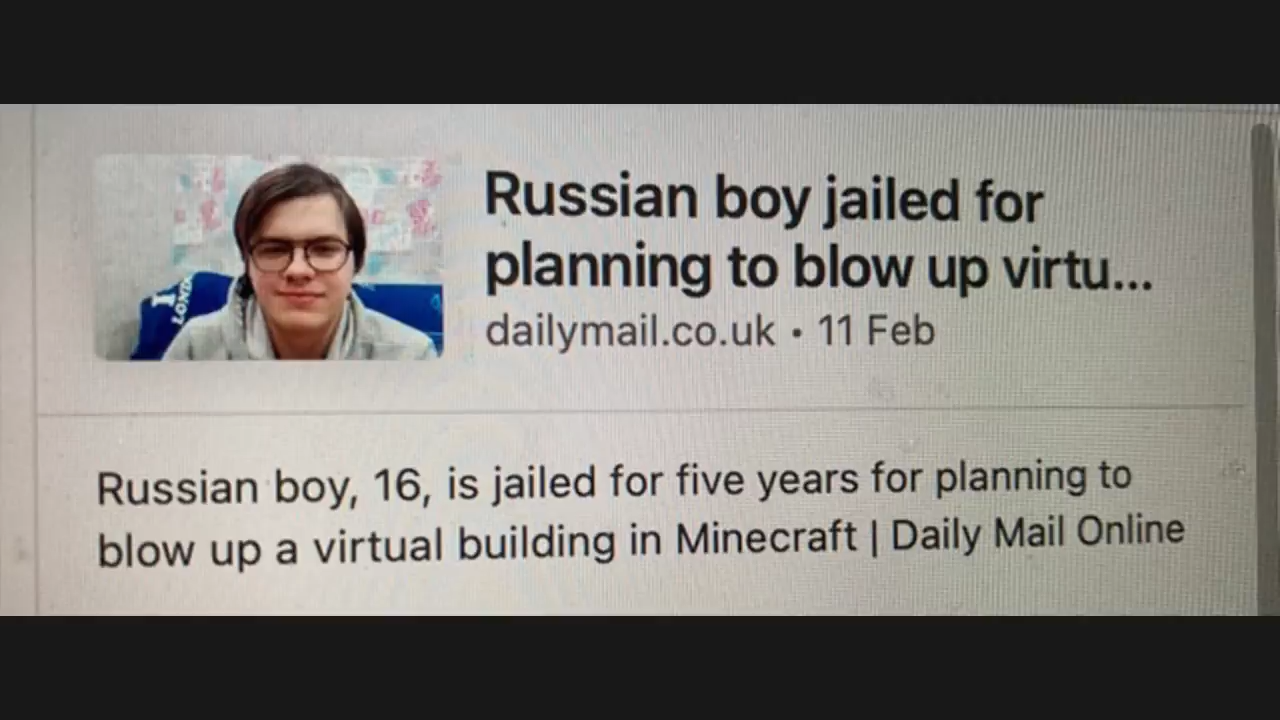 Russian boy jailed for
planning to blow up virtu...
dailymail.co.uk • 11 Feb
Russian boy, 16, is jailed for five years for planning to
blow up a virtual building in Minecraft | Daily Mail Online